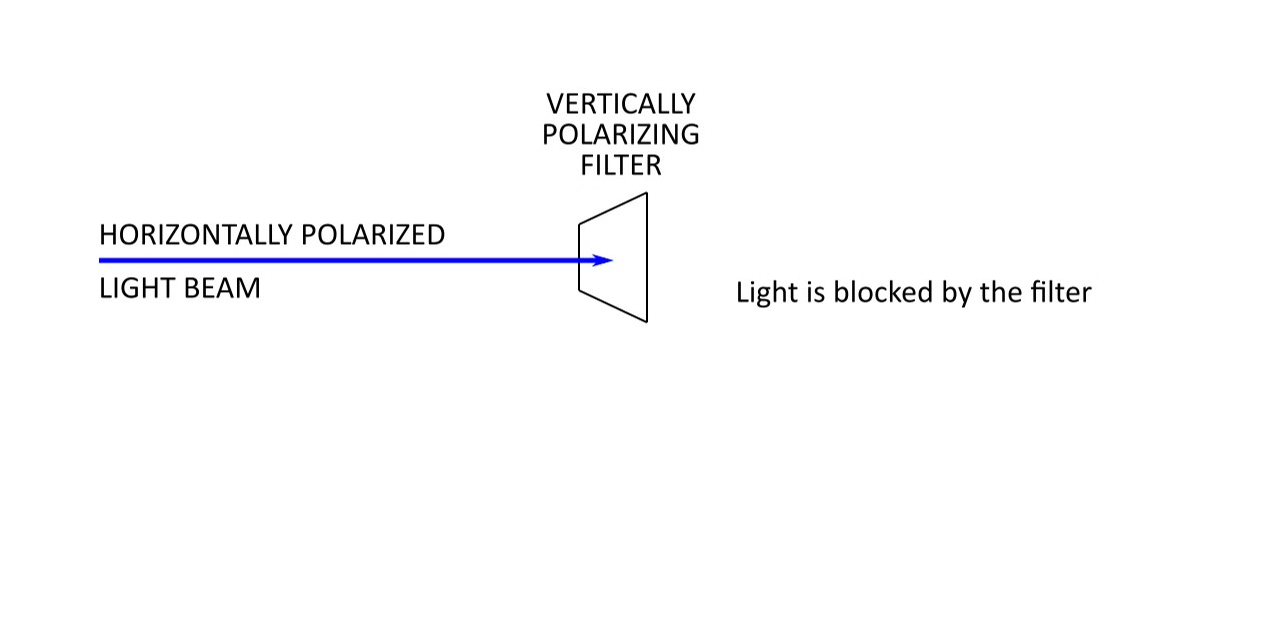 VERTICALLY
POLARIZING
FILTER
HORIZONTALLY POLARIZED
LIGHT BEAM
Light is blocked by the filter